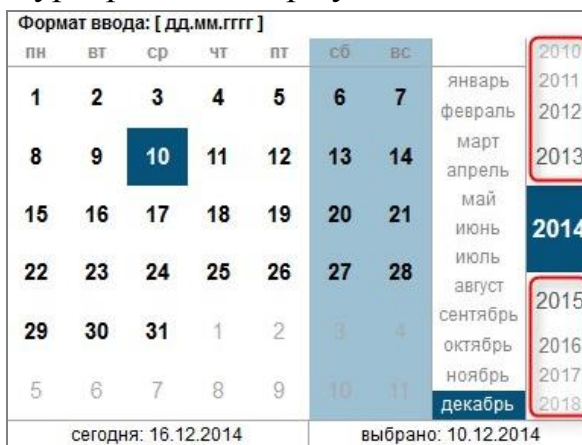 Формат ввода: [ дд.мм.гггг ]
пн вт ср чт пт сб вс
1 2 3 4 5 6 7
8 9 10 11 12 13 14
15 16 17 18 19 20 21
22 23 24 25 26 27 28
29 30 31 1 2 3 4
5 6 7 8 9 10 11
январь
февраль
март
апрель
май
июнь
июль
август
сентябрь
октябрь
ноябрь
декабрь
2010
2011
2012
2013
2014
2015
2016
2017
2018
сегодня: 16.12.2014
выбрано: 10.12.2014